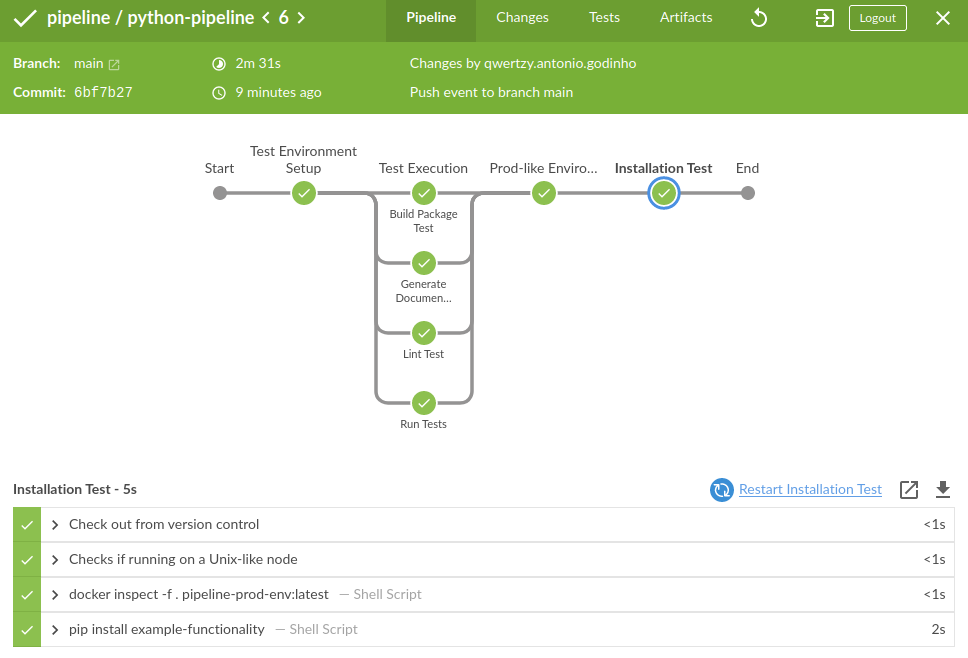 pipeline / python-pipeline < 6 >
Pipeline
Changes
Tests
Artifacts
Logout
Branch: main
2m 31s
Changes by qwertzy.antonio.godinho
Commit: 6bf7b27
9 minutes ago
Push event to branch main
Start
Test Environment
Setup
Test Execution
Prod-like Enviro...
Installation Test
End
Build Package
Test
Generate
Documen...
Lint Test
Run Tests
Installation Test - 5s
Restart Installation Test
Check out from version control <1s
Checks if running on a Unix-like node <1s
docker inspect -f . pipeline-prod-env:latest — Shell Script <1s
pip install example-functionality — Shell Script 2s